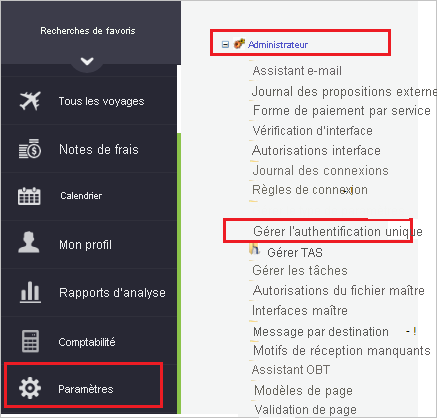 Recherches de favoris
Tous les voyages
Notes de frais
Calendrier
Mon profil
Rapports d'analyse
Comptabilité
Paramètres
Administrateur
Assistant e-mail
Journal des propositions externe
Forme de paiement par service
Vérification d'interface
Autorisations interface
Journal des connexions
Règles de connexion
Gérer l'authentification unique
Gérer TAS
Gérer les tâches
Autorisations du fichier maître
Interfaces maître
Message par destination - !
Motifs de réception manquants
Assistant OBT
Modèles de page
Validation de page